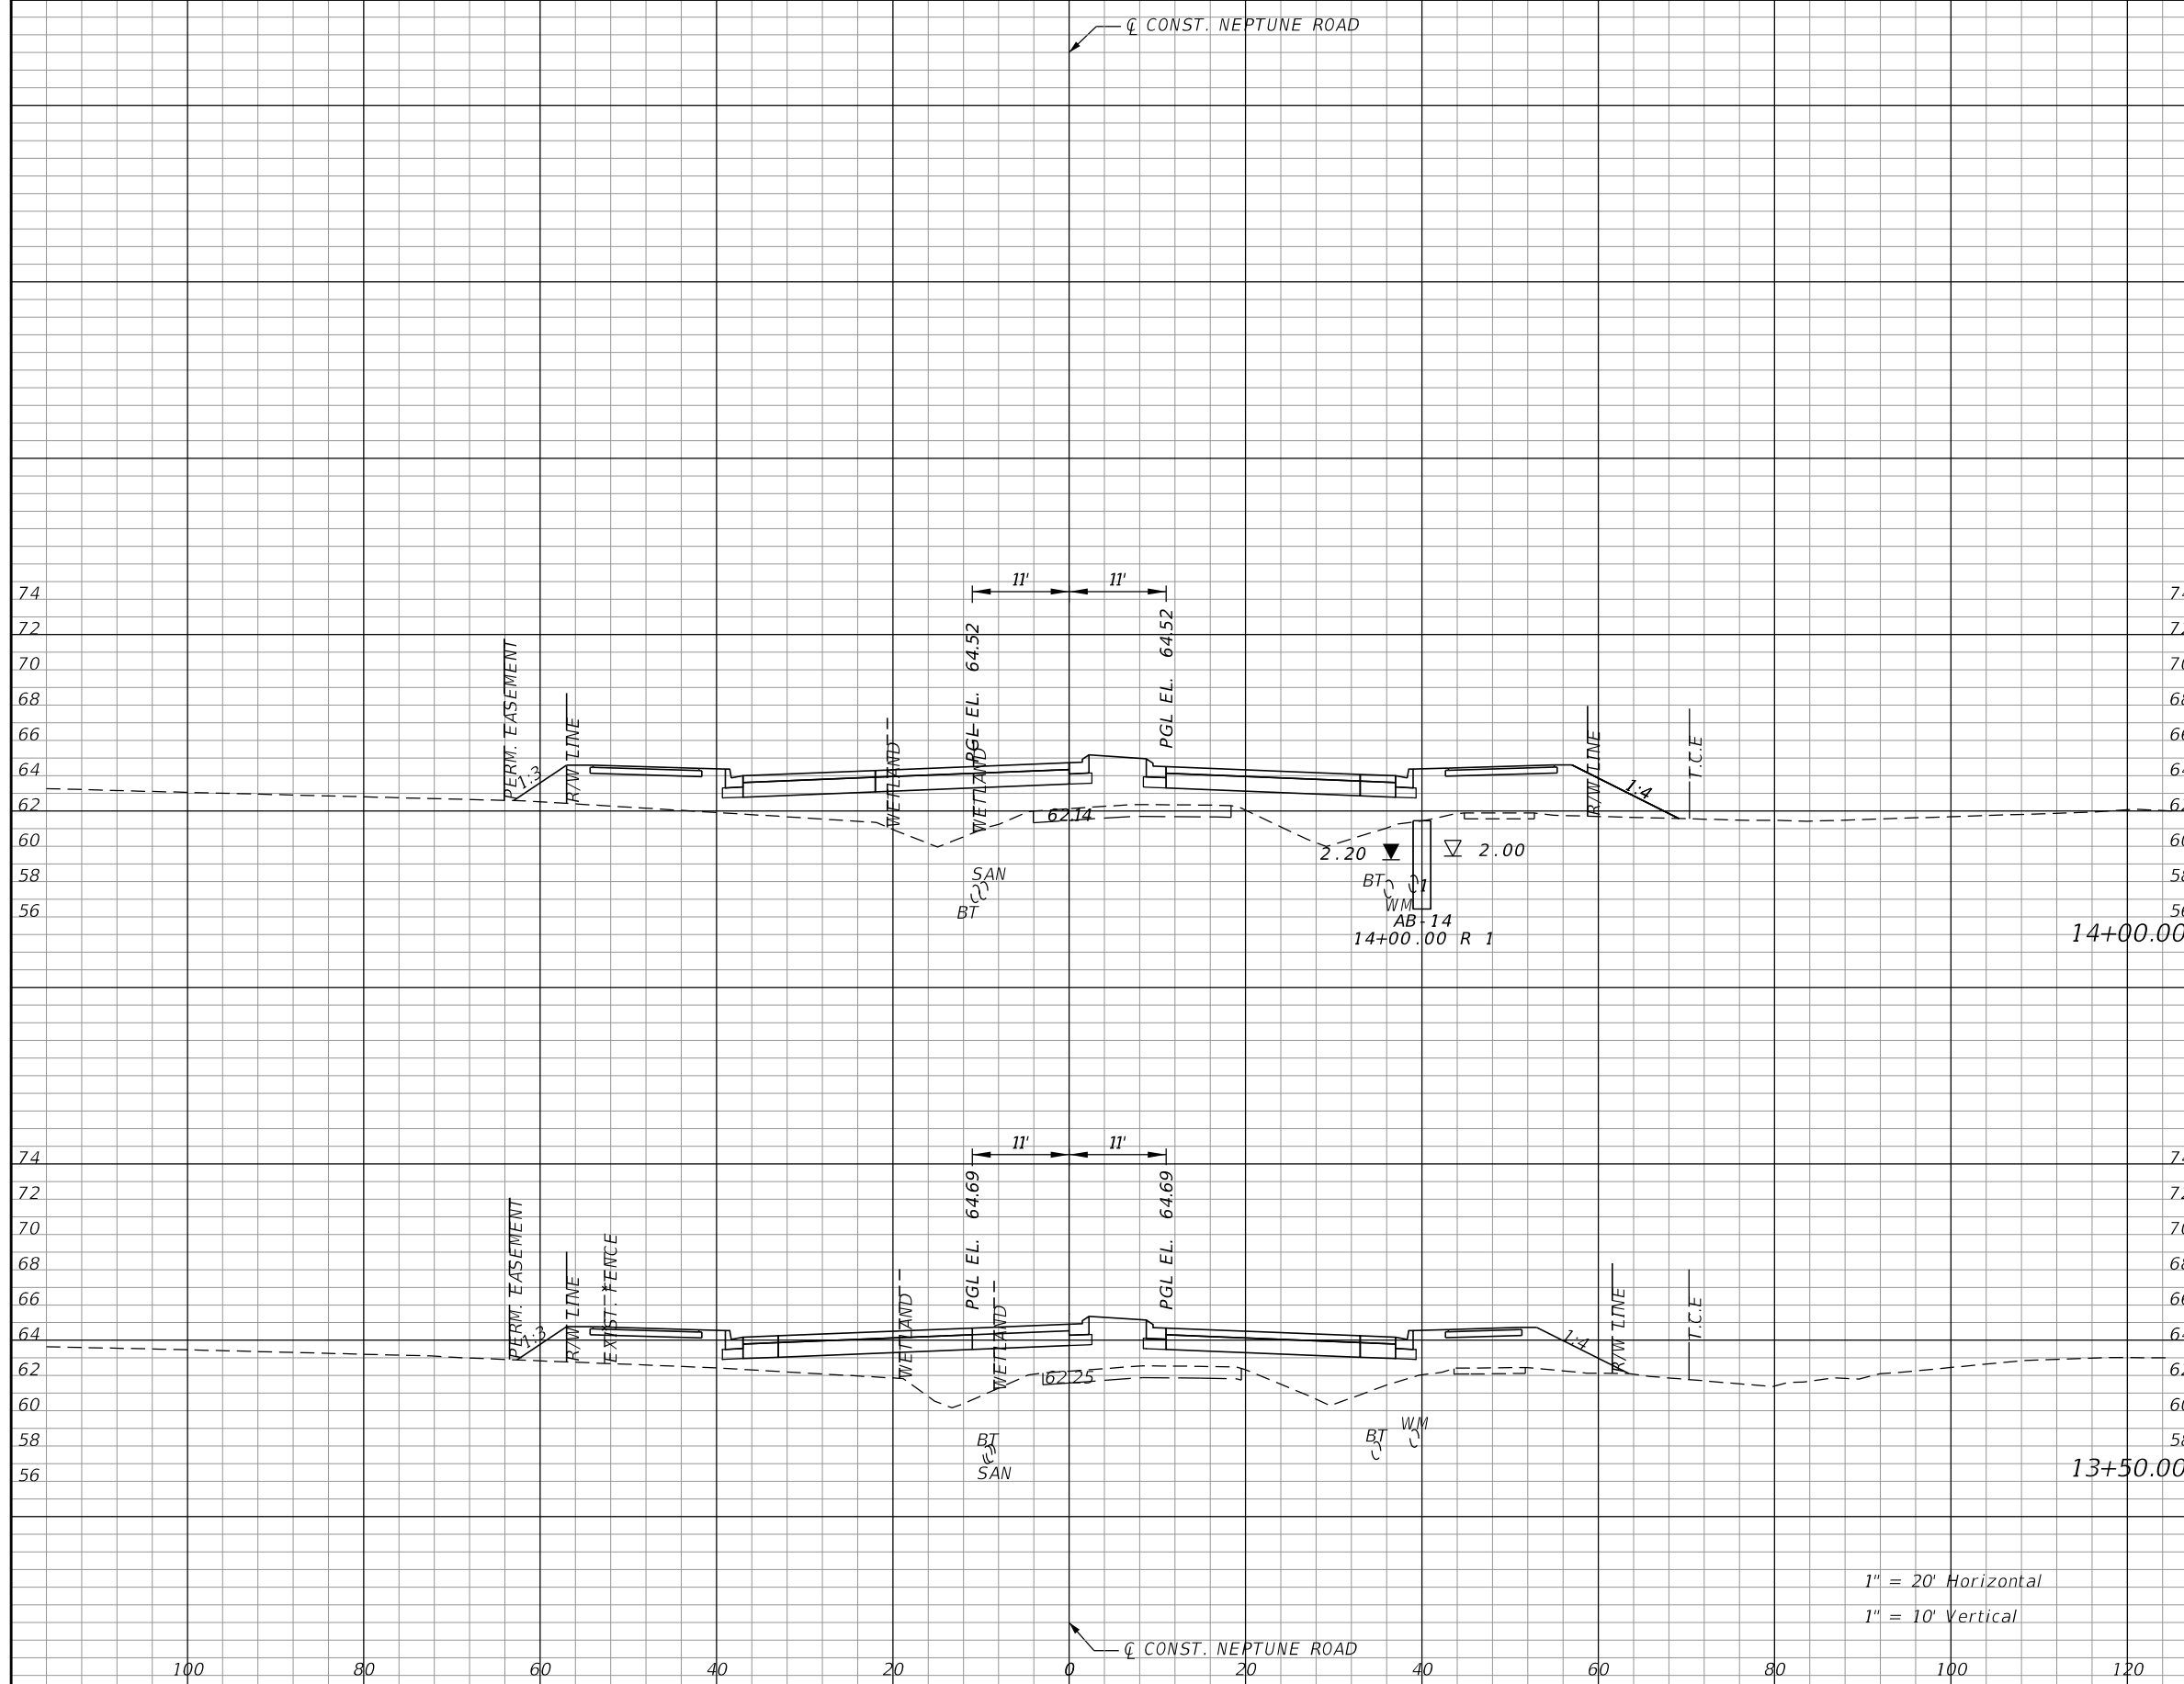 ℄ CONST. NEPTUNE ROAD
11' 11'
74
72
70
68
66
64
62
60
58
56
PERM. EASEMENT
1:3
R/W LINE
WETLAND
WETLAND
PGL EL. 64.52
PGL EL. 64.52
62.14
R/W LINE
1:4
T.C.E
SAN
BT
2.20
2.00
BT
1
WM
AB-14
14+00.00 R 1
14+00.00
11' 11'
74
72
70
68
66
64
62
60
58
56
PERM. EASEMENT
1:3
R/W LINE
EXIST. FENCE
WETLAND
WETLAND
PGL EL. 64.69
PGL EL. 64.69
62.25
1:4
R/W LINE
T.C.E
BT
SAN
BT
WM
13+50.00
1" = 20' Horizontal
1" = 10' Vertical
℄ CONST. NEPTUNE ROAD
100 80 60 40 20 0 20 40 60 80 100 120